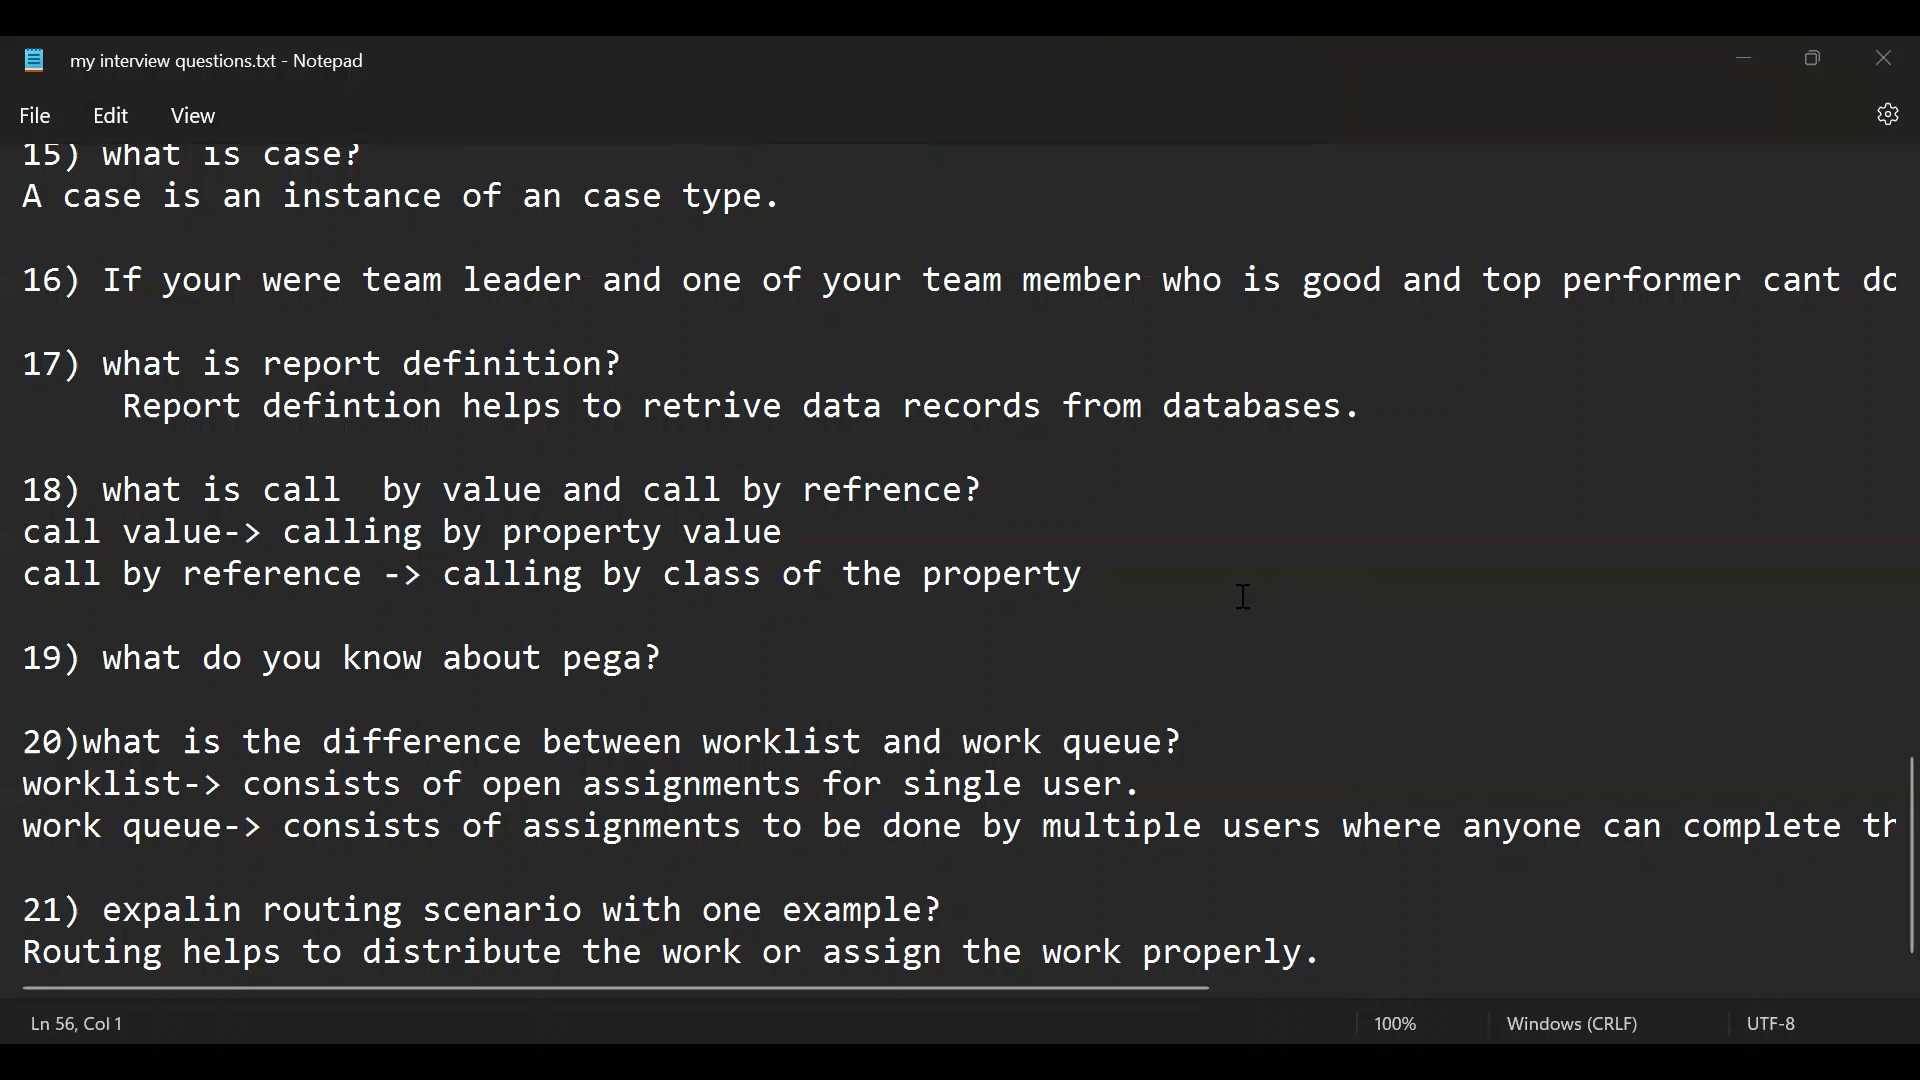 my interview questions.txt - Notepad
File Edit View
15) what is case?
A case is an instance of an case type.
16) If your were team leader and one of your team member who is good and top performer cant do
17) what is report definition?
Report defintion helps to retrive data records from databases.
18) what is call  by value and call by refrence?
call value-> calling by property value
call by reference -> calling by class of the property
19) what do you know about pega?
20)what is the difference between worklist and work queue?
worklist-> consists of open assignments for single user.
work queue-> consists of assignments to be done by multiple users where anyone can complete th
21) expalin routing scenario with one example?
Routing helps to distribute the work or assign the work properly.
Ln 56, Col 1 100% Windows (CRLF) UTF-8